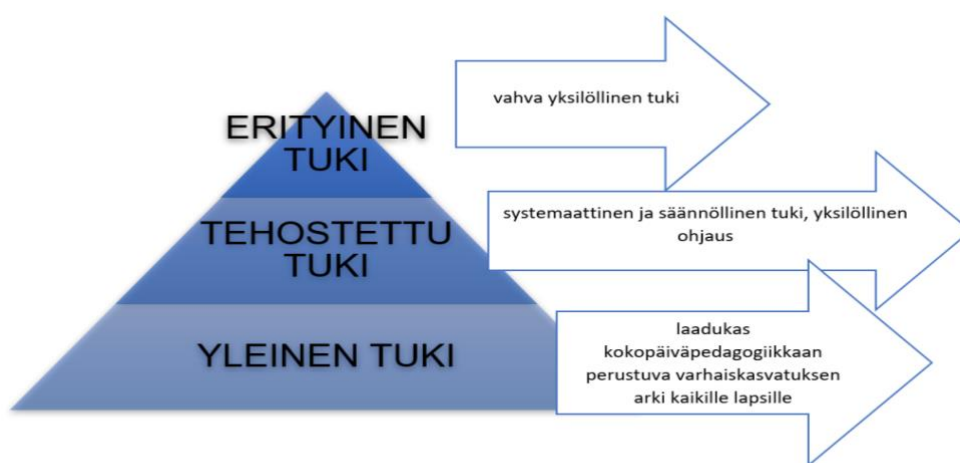 ERITYINEN
TUKI
vahva yksilöllinen tuki
TEHOSTETTU
TUKI
systemaattinen ja säännöllinen tuki, yksilöllinen
ohjaus
YLEINEN TUKI
laadukas
kokopäiväpedagogiikkaan
perustuva varhaiskasvatuksen
arki kaikille lapsille